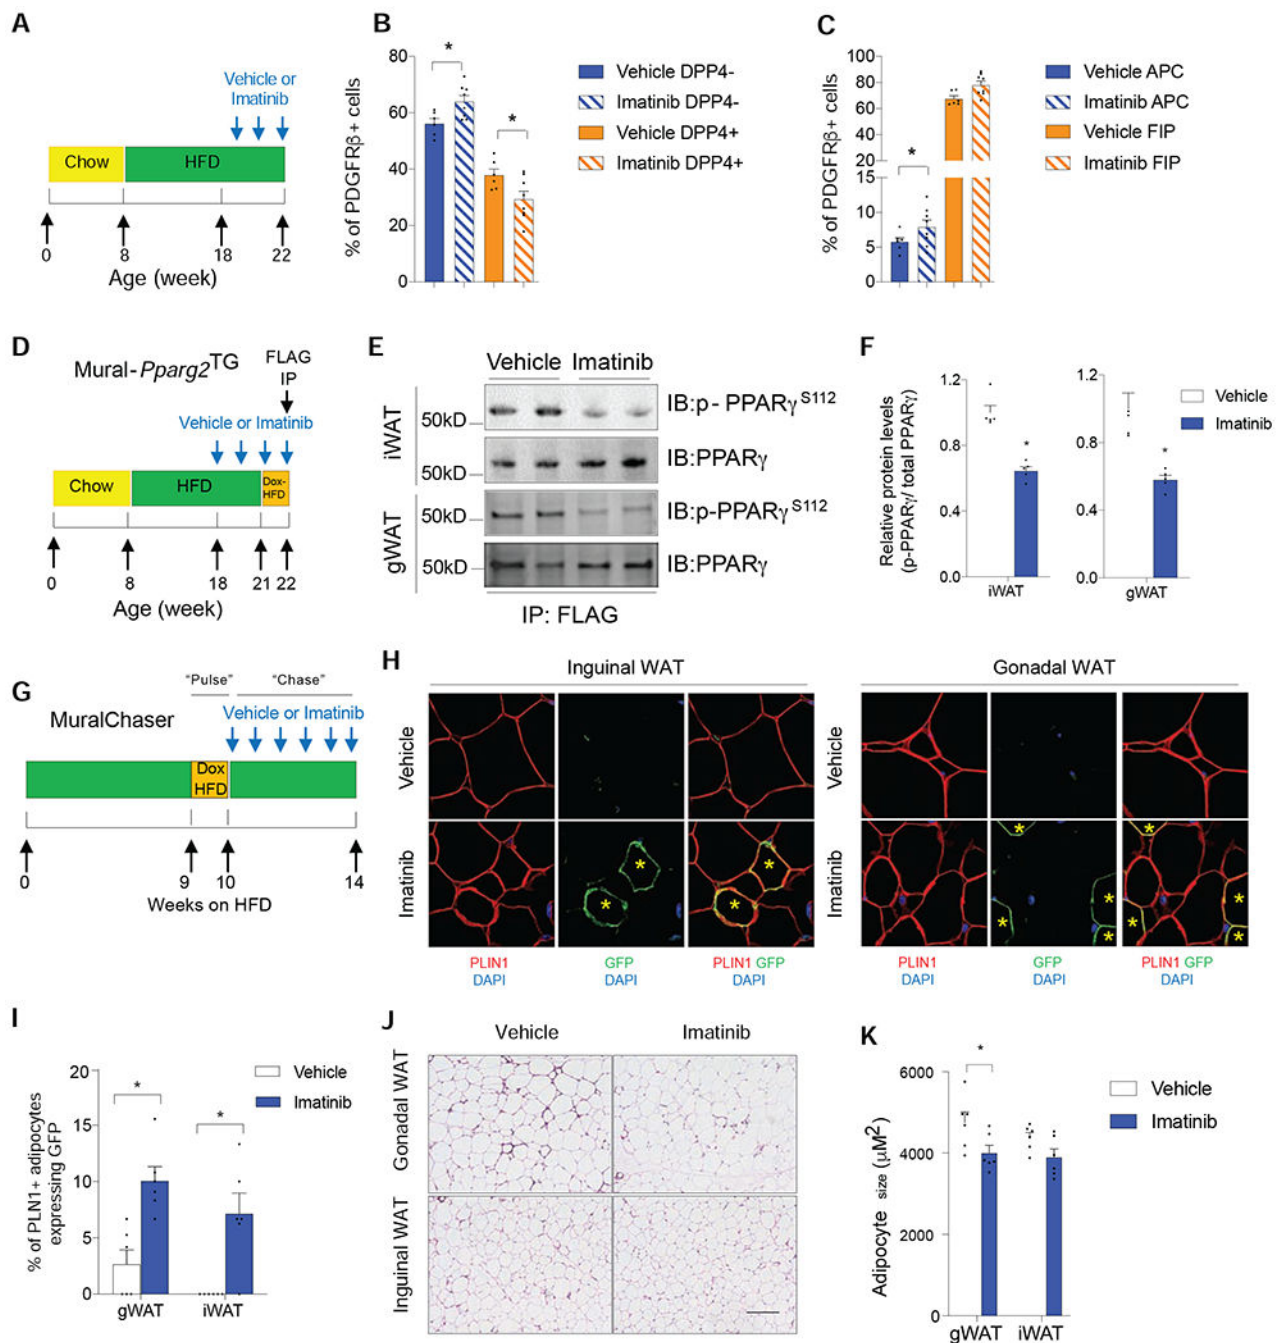 A
Vehicle or
Imatinib
Chow
HFD
0
8
18
22
Age (week)
B
% of PDGFRβ+ cells
80
60
40
20
0
*
*
Vehicle DPP4-
Imatinib DPP4-
Vehicle DPP4+
Imatinib DPP4+
C
% of PDGFRβ+ cells
100
80
60
40
20
15
10
5
0
*
Vehicle APC
Imatinib APC
Vehicle FIP
Imatinib FIP
D
Mural-Pparg2TG
FLAG
IP
Vehicle or Imatinib
Chow
HFD
Dox-
HFD
0
8
18
21
22
Age (week)
E
Vehicle
Imatinib
iWAT
50kD
IB:p- PPARγS112
50kD
IB:PPARγ
gWAT
50kD
IB:p-PPARγS112
50kD
IB:PPARγ
IP: FLAG
F
Relative protein levels
(p-PPARγ/ total PPARγ)
1.2
0.8
0.4
0.0
*
iWAT
1.2
0.8
0.4
0.0
*
gWAT
Vehicle
Imatinib
G
"Pulse"
"Chase"
MuralChaser
Vehicle or Imatinib
Dox
HFD
0
9
10
14
Weeks on HFD
H
Inguinal WAT
Gonadal WAT
Vehicle
Vehicle
Imatinib
* *
* *
Imatinib
* * * *
* * * *
PLIN1
DAPI
GFP
DAPI
PLIN1 GFP
DAPI
PLIN1
DAPI
GFP
DAPI
PLIN1 GFP
DAPI
I
% of PLN1+ adipocytes
expressing GFP
20
15
10
5
0
*
*
gWAT
iWAT
Vehicle
Imatinib
J
Vehicle
Imatinib
Gonadal WAT
Inguinal WAT
K
Adipocyte size (μM2)
6000
4000
2000
0
*
gWAT
iWAT
Vehicle
Imatinib